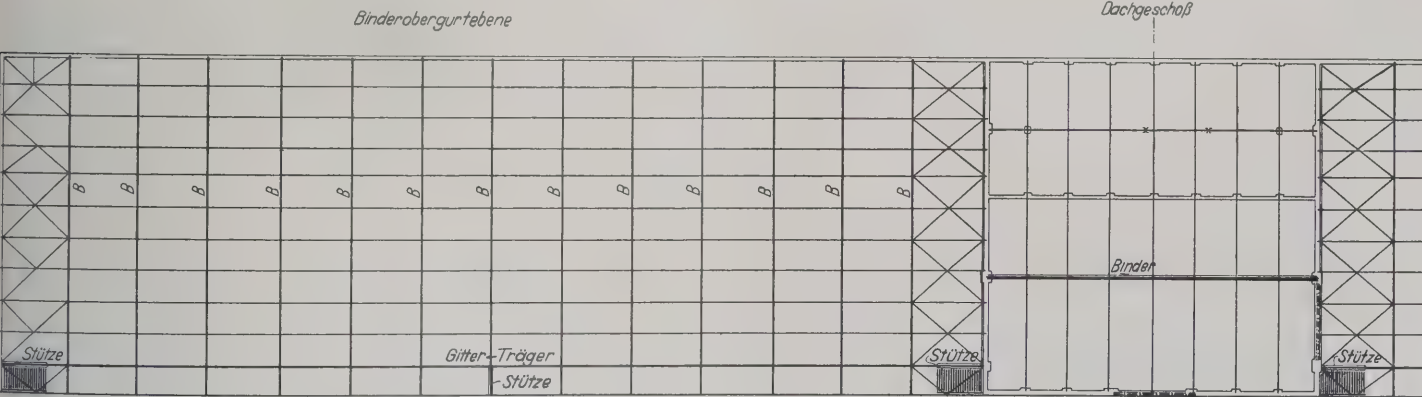 Binderobergurtebene
Dachgeschoß
B B B B B B B B B B B B B
Binder
Stütze
Gitter-Träger
Stütze
Stütze
Stütze